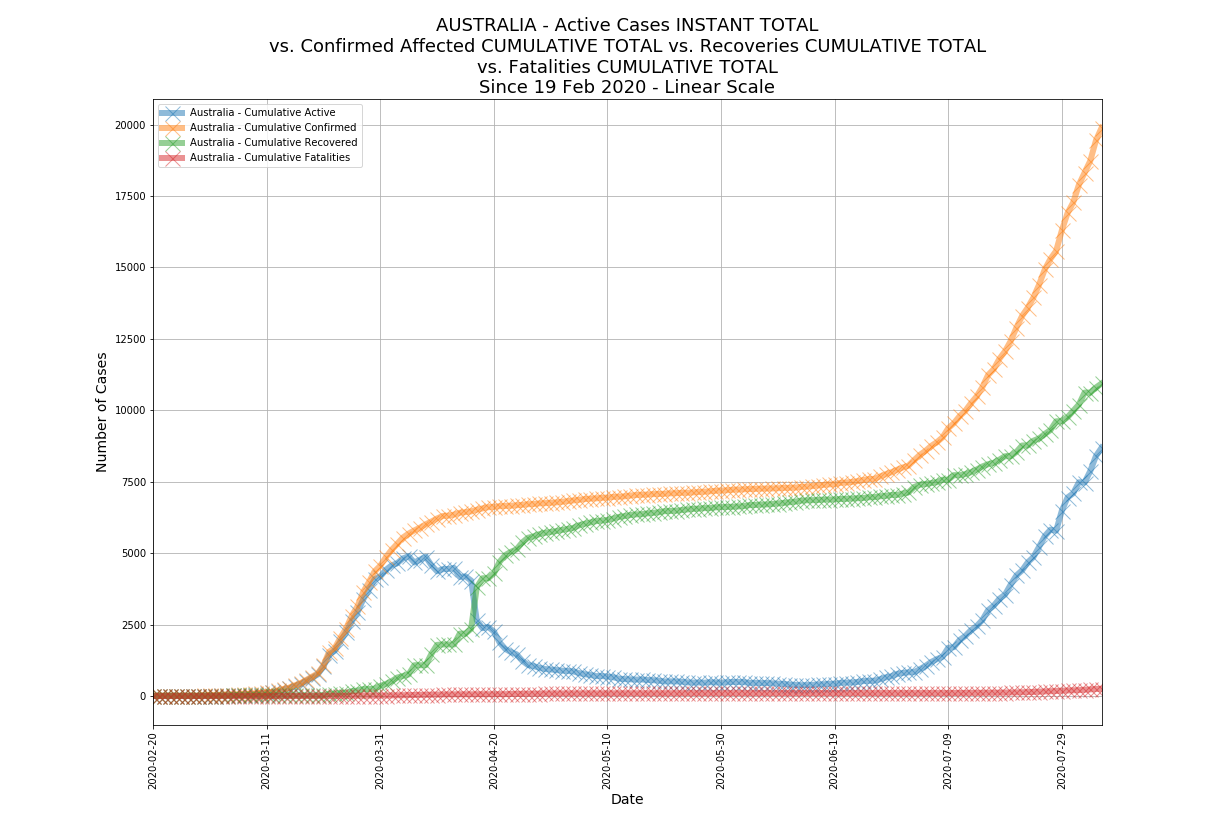 AUSTRALIA - Active Cases INSTANT TOTAL
vs. Confirmed Affected CUMULATIVE TOTAL vs. Recoveries CUMULATIVE TOTAL
vs. Fatalities CUMULATIVE TOTAL
Since 19 Feb 2020 - Linear Scale
Australia - Cumulative Active
Australia - Cumulative Confirmed
Australia - Cumulative Recovered
Australia - Cumulative Fatalities
Number of Cases
20000
17500
15000
12500
10000
7500
5000
2500
0
2020-02-20
2020-03-11
2020-03-31
2020-04-20
2020-05-10
2020-05-30
2020-06-19
2020-07-09
2020-07-29
Date